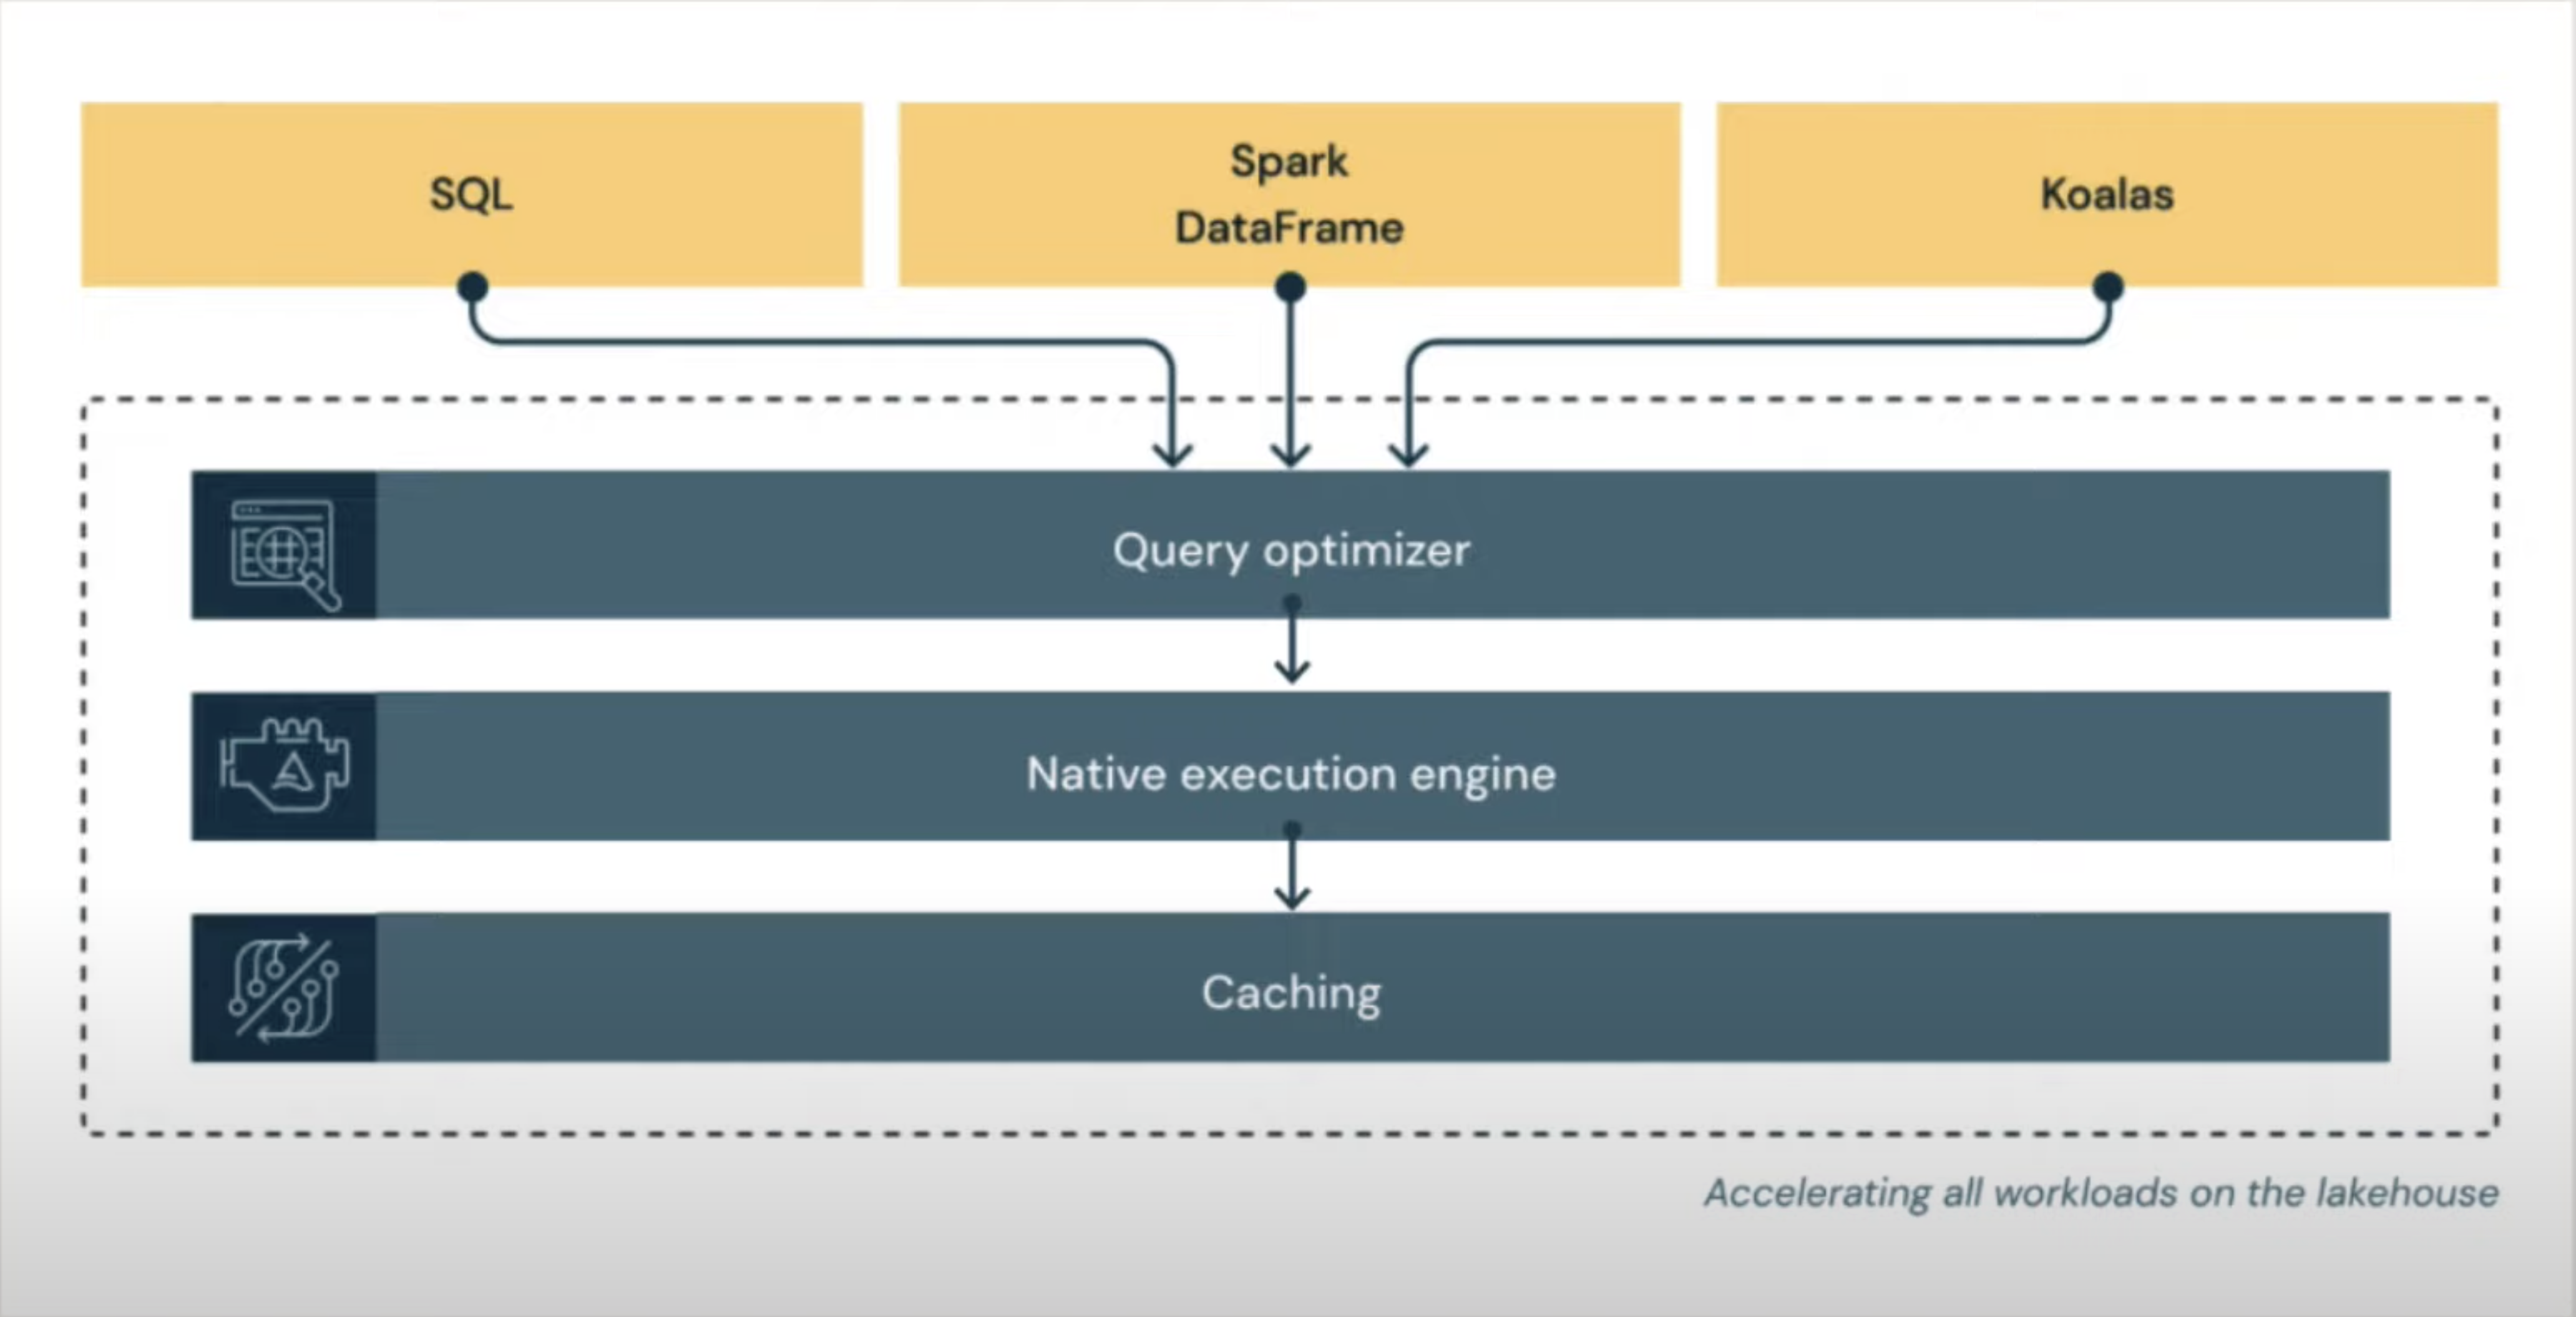 SQL
Spark
DataFrame
Koalas
Query optimizer
Native execution engine
Caching
Accelerating all workloads on the lakehouse